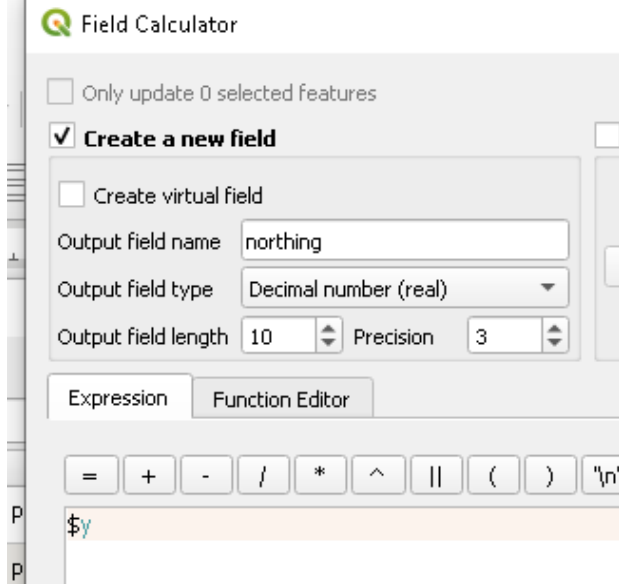 Field Calculator
Only update 0 selected features
Create a new field
Create virtual field
Output field name northing
Output field type Decimal number (real)
Output field length 10 Precision 3
Expression Function Editor
= + - / * ^ || ( ) '\n'
P
$y
P